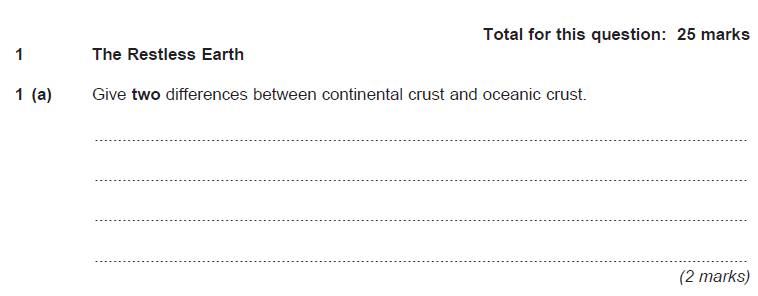 Total for this question: 25 marks
1 The Restless Earth
1 (a) Give two differences between continental crust and oceanic crust.
(2 marks)